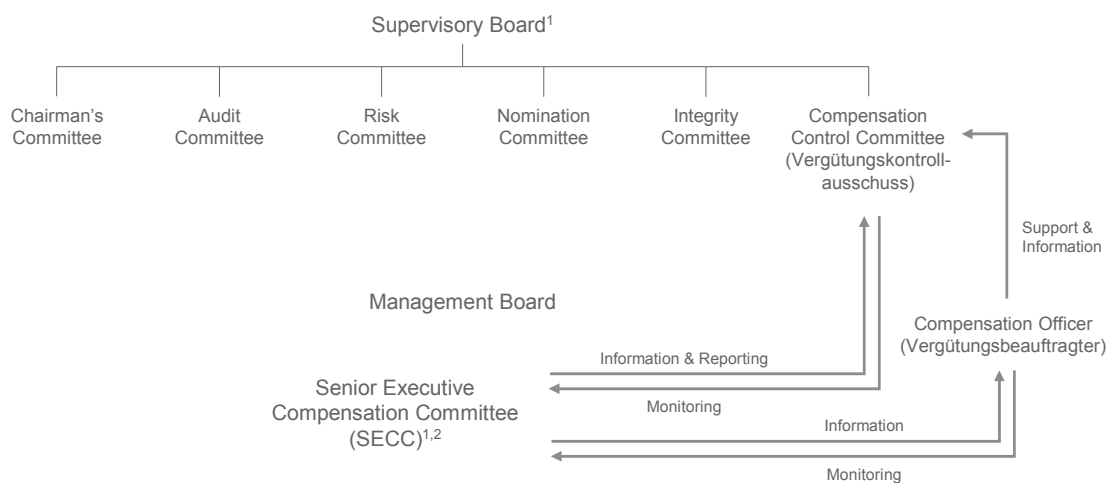 Supervisory Board1
Chairman's
Committee
Audit
Committee
Risk
Committee
Nomination
Committee
Integrity
Committee
Compensation
Control Committee
(Vergütungskontroll-
ausschuss)
Support &
Information
Management Board
Compensation Officer
(Vergütungsbeauftragter)
Information & Reporting
Senior Executive
Compensation Committee
(SECC)1,2
Monitoring
Information
Monitoring